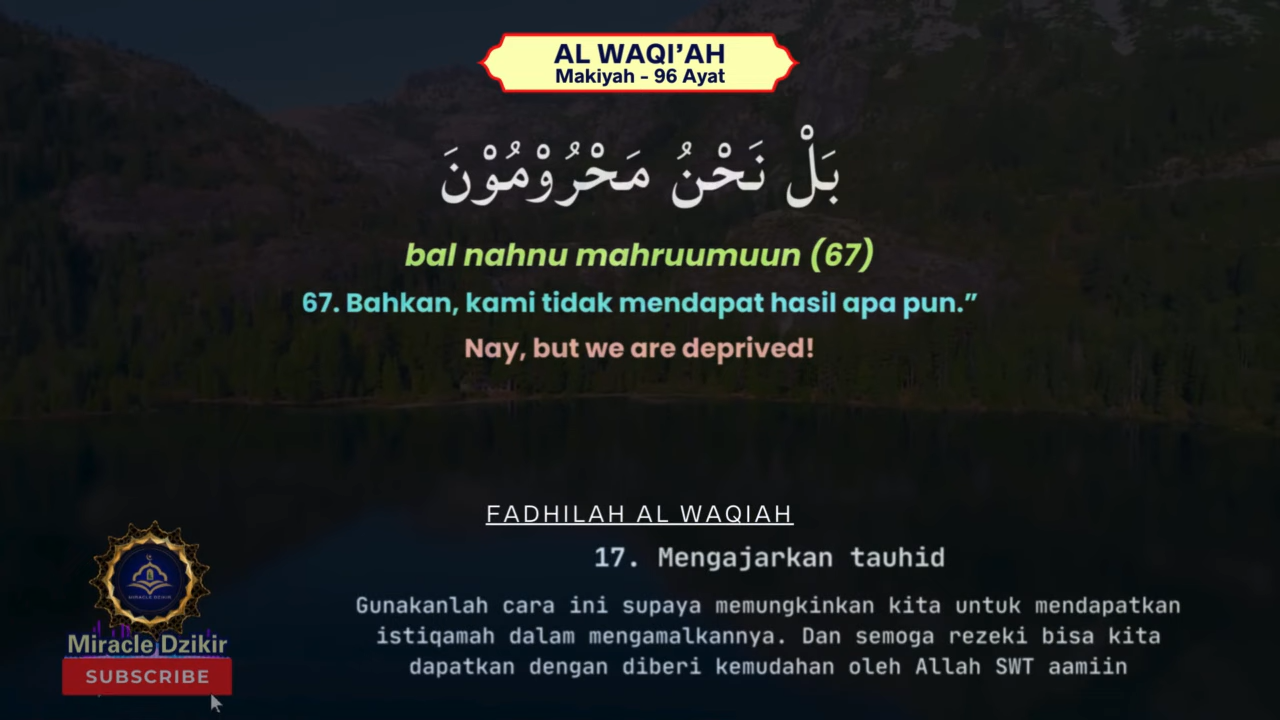 AL WAQI’AH
Makiyah - 96 Ayat
بَلْ نَحْنُ مَحْرُوْمُوْنَ
bal nahnu mahruumuun (67)
67. Bahkan, kami tidak mendapat hasil apa pun.”
Nay, but we are deprived!
FADHILAH AL WAQIAH
17. Mengajarkan tauhid
Gunakanlah cara ini supaya memungkinkan kita untuk mendapatkan
istiqamah dalam mengamalkannya. Dan semoga rezeki bisa kita
dapatkan dengan diberi kemudahan oleh Allah SWT aamiin
MIRACLE DZIKIR
Miracle Dzikir
SUBSCRIBE